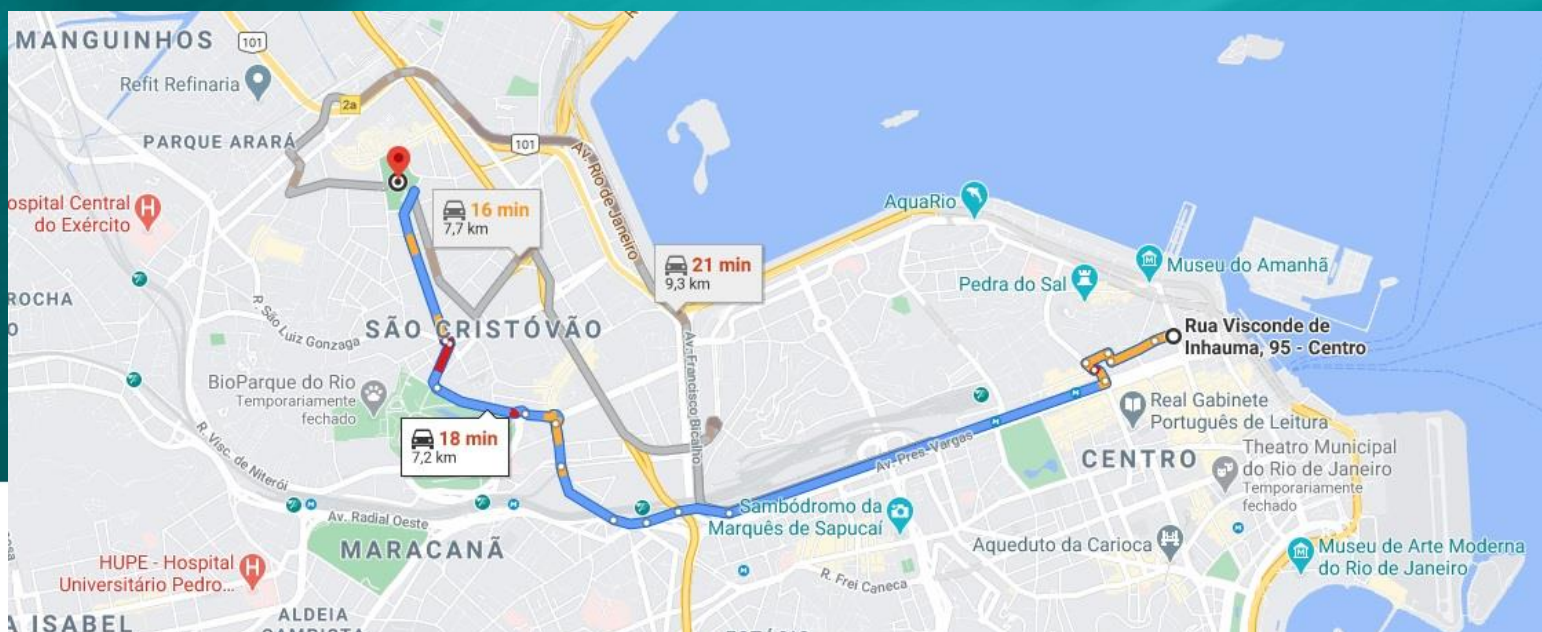 MANGUINHOS
101
Refit Refinaria
2a
PARQUE ARARÁ
101
Av. Rio de Janeiro
ospital Central
do Exército
16 min
7,7 km
AquaRio
21 min
9,3 km
Museu do Amanhã
Pedra do Sal
ROCHA
R. São Luiz Gonzaga
SÃO CRISTÓVÃO
Rua Visconde de
Inhauma, 95 - Centro
Av. Francisco Bicalho
BioParque do Rio
Temporariamente
fechado
Real Gabinete
Português de Leitura
18 min
7,2 km
R. Visc. de Niterói
Av. Pres. Vargas
CENTRO
Theatro Municipal
do Rio de Janeiro
Temporariamente
fechado
Av. Radial Oeste
Sambódromo da
Marquês de Sapucaí
MARACANÃ
Aqueduto da Carioca
Museu de Arte Moderna
do Rio de Janeiro
HUPE - Hospital
Universitário Pedro...
R. Frei Caneca
ALDEIA
A ISABEL